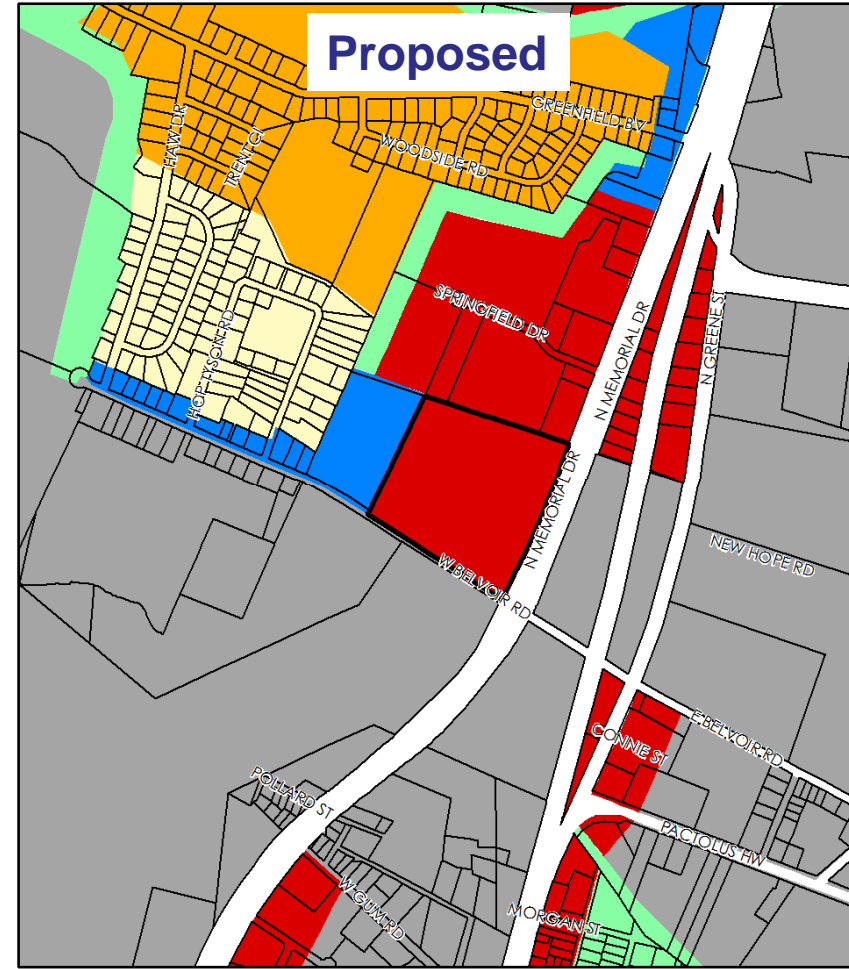 Proposed
GREENFIELD BV
HAW DR
TRENT CI
WOODSIDE RD
SPRINGFIELD DR
N MEMORIAL DR
N GREENE ST
HOP TYSON RD
N MEMORIAL DR
NEW HOPE RD
W BELVOIR RD
E BELVOIR RD
CONNIE ST
POLLARD ST
PACTOLUS HW
W GUM RD
MORGAN ST